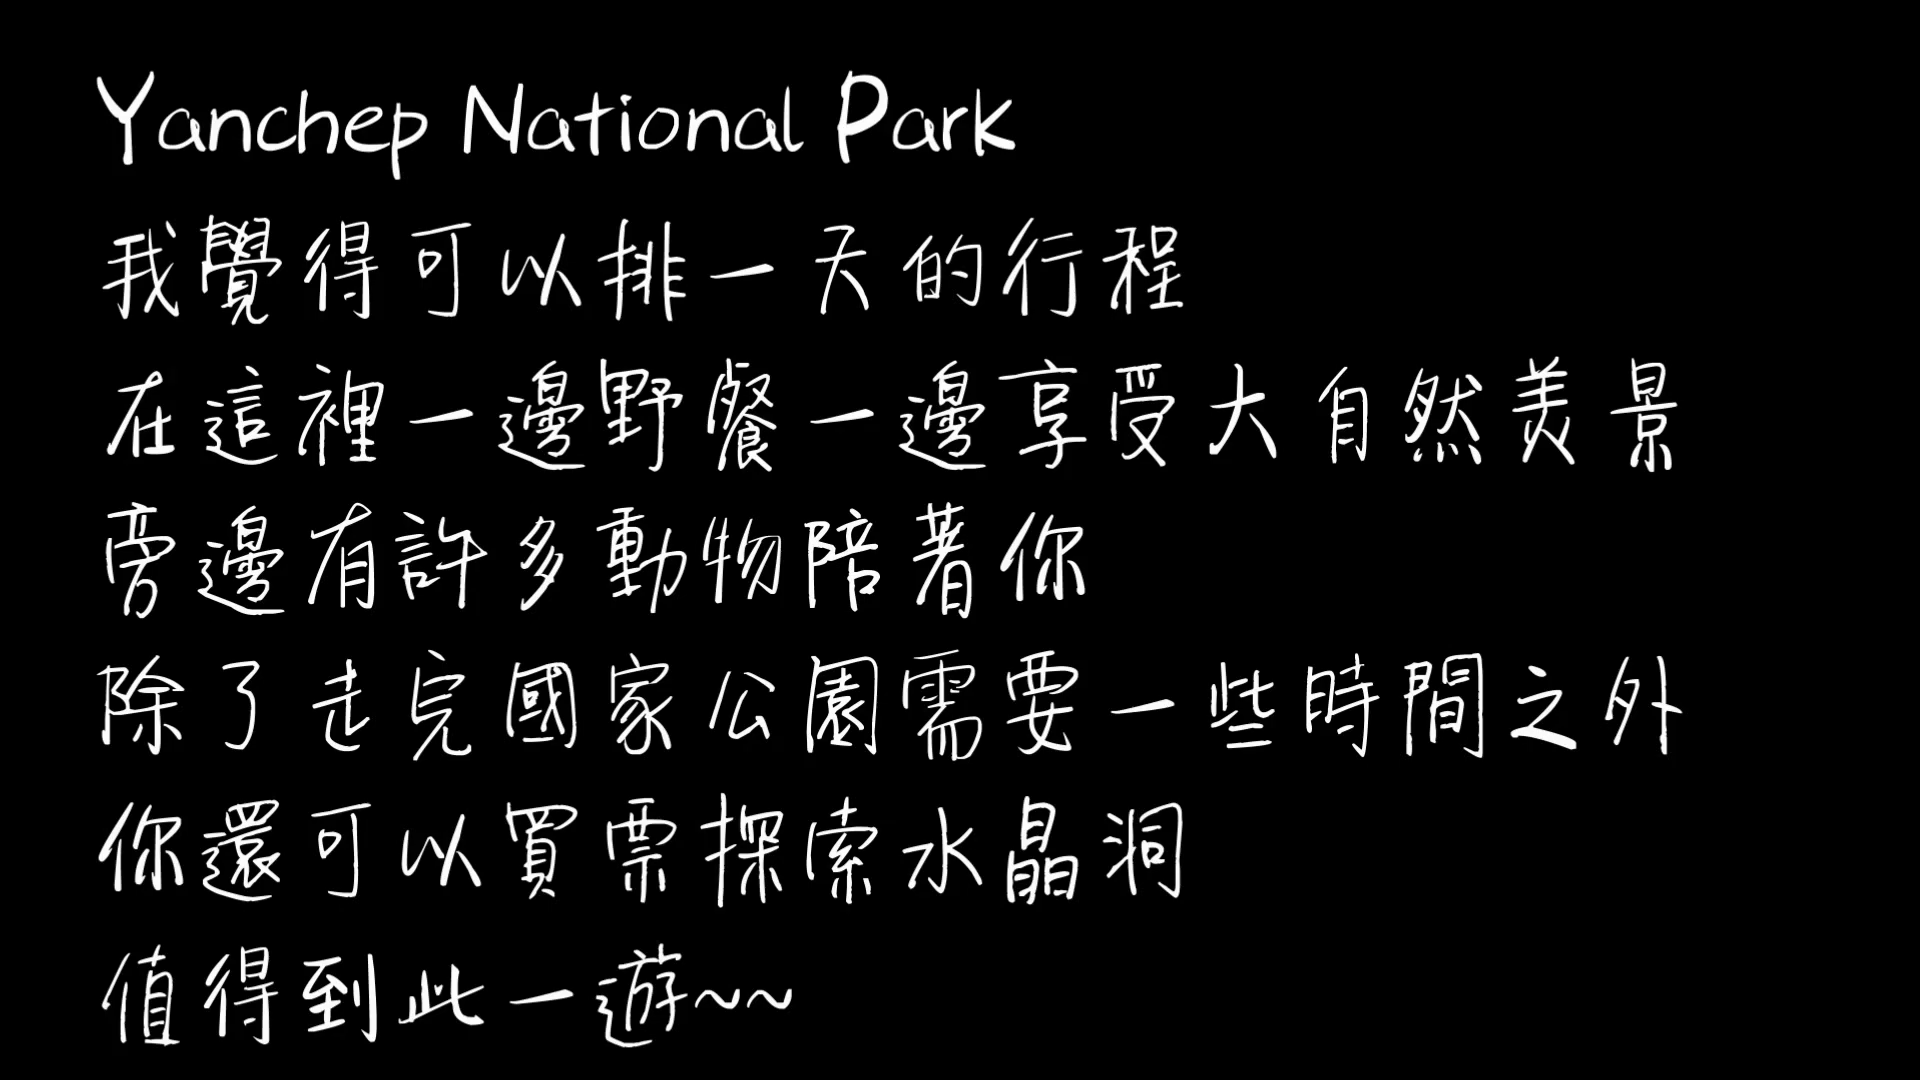 Yanchep National Park
我覺得可以排一天的行程
在這裡一邊野餐一邊享受大自然美景
旁邊有許多動物陪著你
除了走完國家公園需要一些時間之外
你還可以買票探索水晶洞
值得到此一遊~~